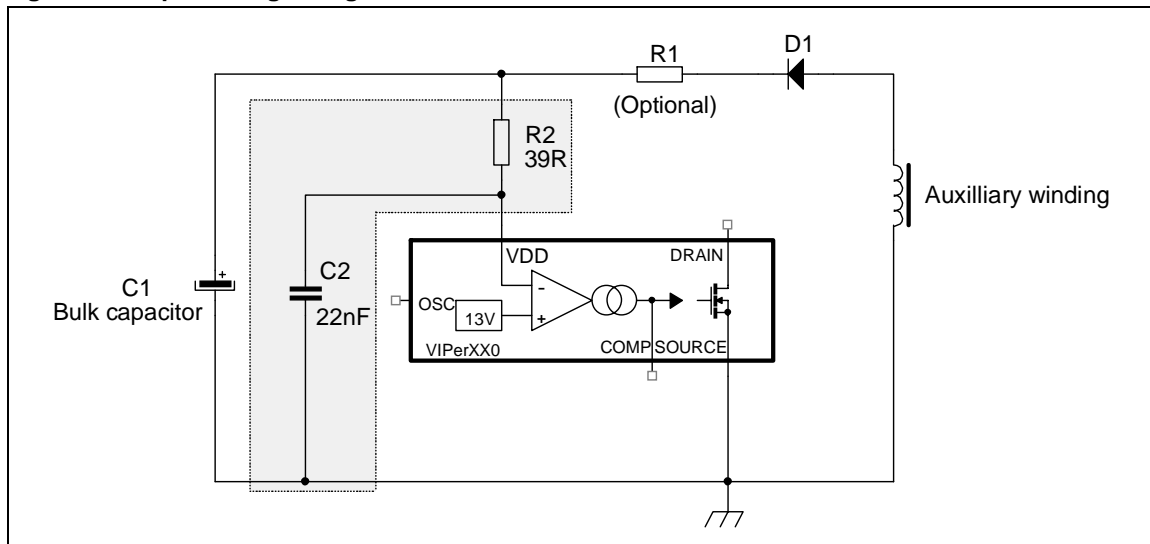 D1
R1
(Optional)
R2
39R
Auxilliary winding
VDD
DRAIN
C2
22nF
C1
Bulk capacitor
OSC
13V
-
+
+
VIPerXX0
COMP SOURCE